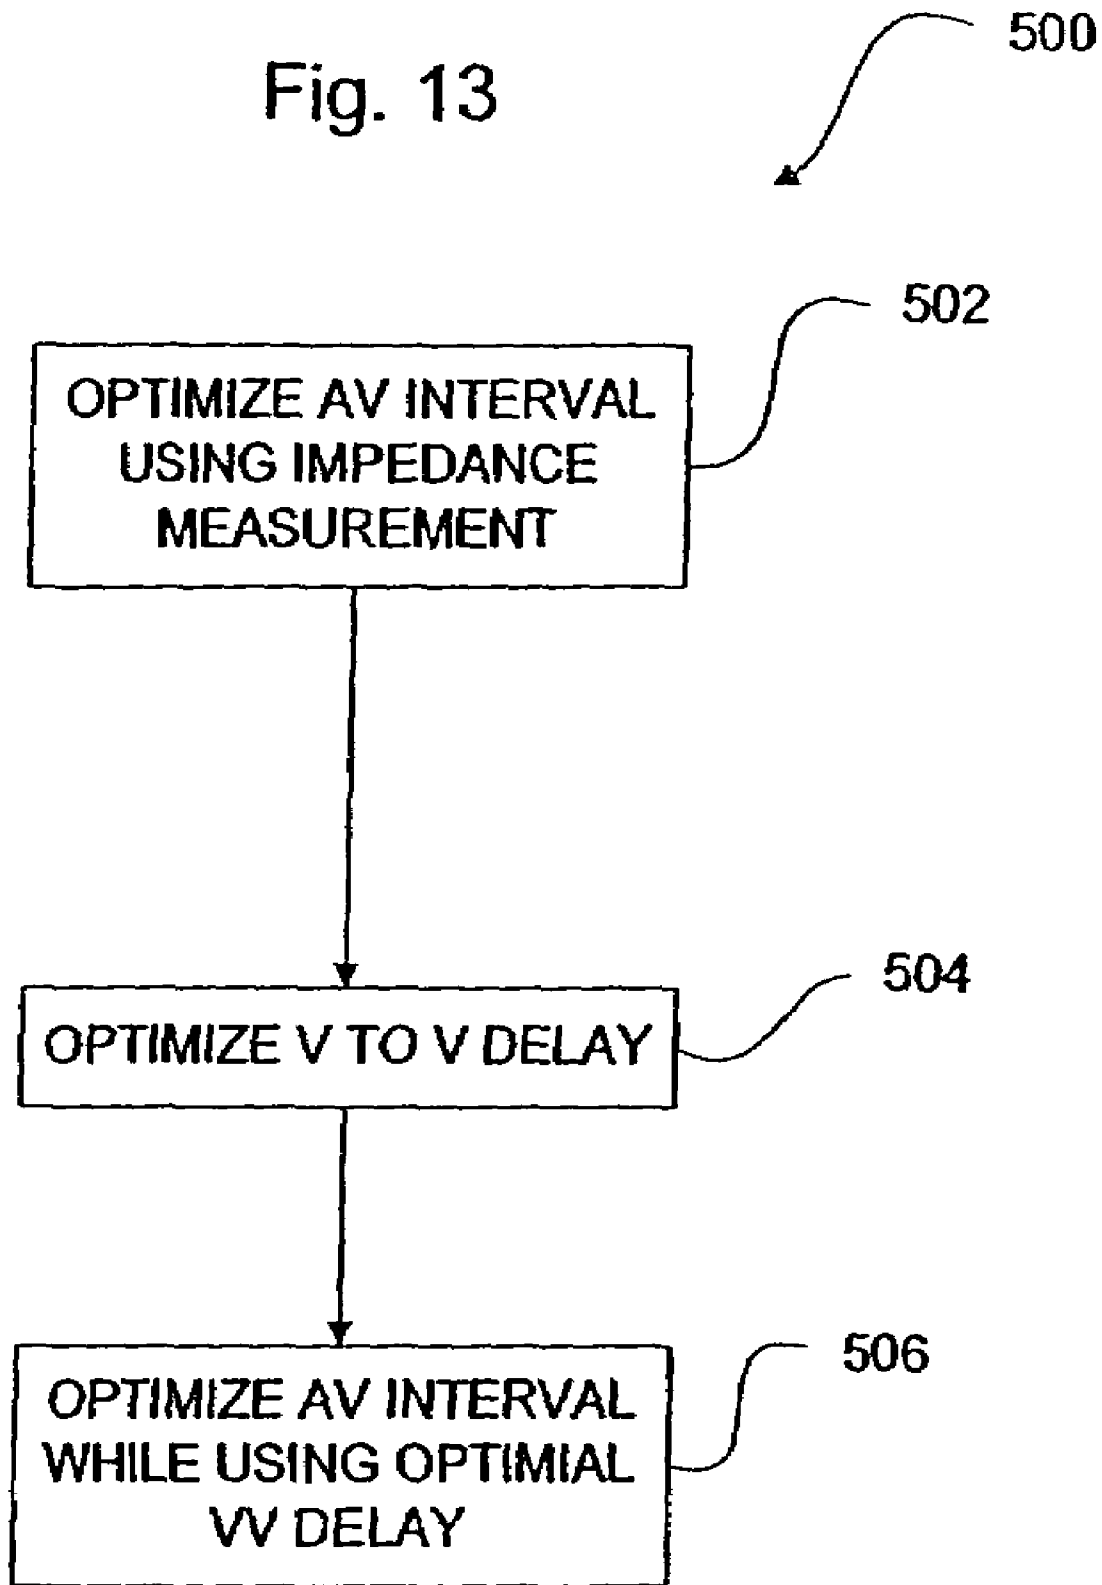 Fig. 13
500
502
OPTIMIZE AV INTERVAL
USING IMPEDANCE
MEASUREMENT
504
OPTIMIZE V TO V DELAY
506
OPTIMIZE AV INTERVAL
WHILE USING OPTIMIAL
VV DELAY